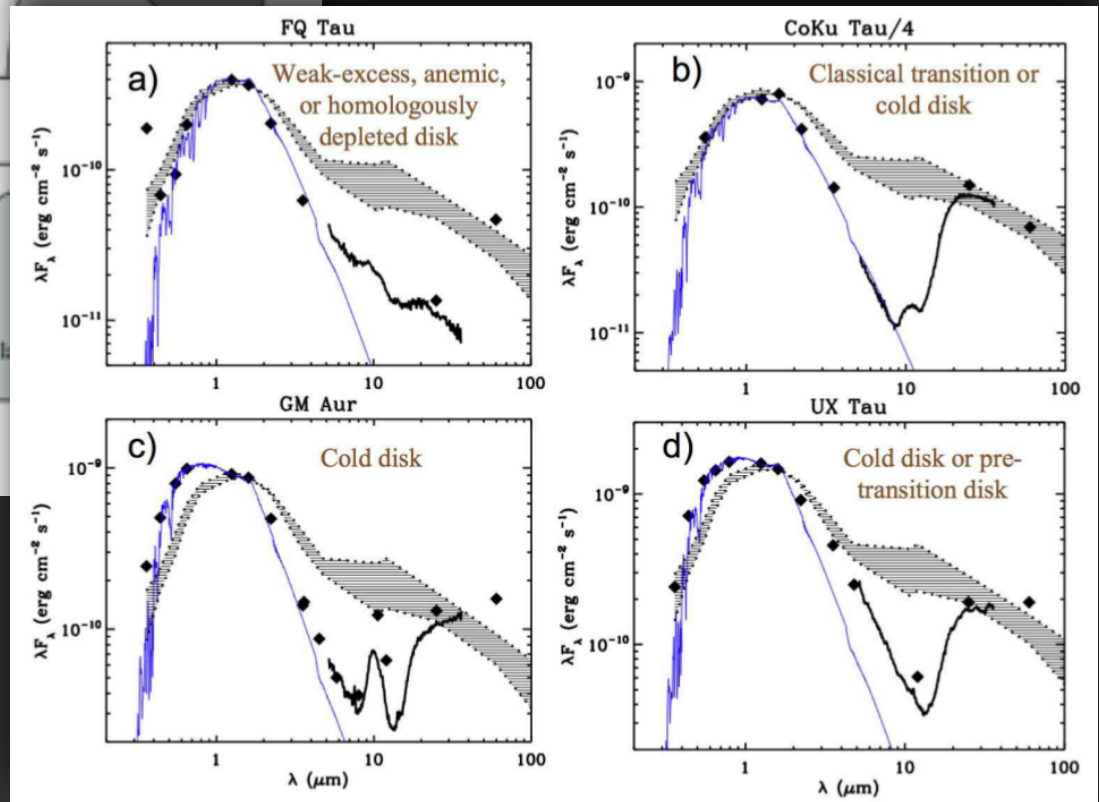 FQ Tau
a)
Weak-excess, anemic,
or homologously
depleted disk
10⁻¹⁰
10⁻¹¹
λFλ (erg cm⁻² s⁻¹)
1
10
100
CoKu Tau/4
b)
Classical transition or
cold disk
10⁻⁹
10⁻¹⁰
10⁻¹¹
λFλ (erg cm⁻² s⁻¹)
1
10
100
GM Aur
c)
Cold disk
10⁻⁹
10⁻¹⁰
λFλ (erg cm⁻² s⁻¹)
1
10
100
λ (μm)
UX Tau
d)
Cold disk or pre-
transition disk
10⁻⁹
10⁻¹⁰
λFλ (erg cm⁻² s⁻¹)
1
10
100
λ (μm)